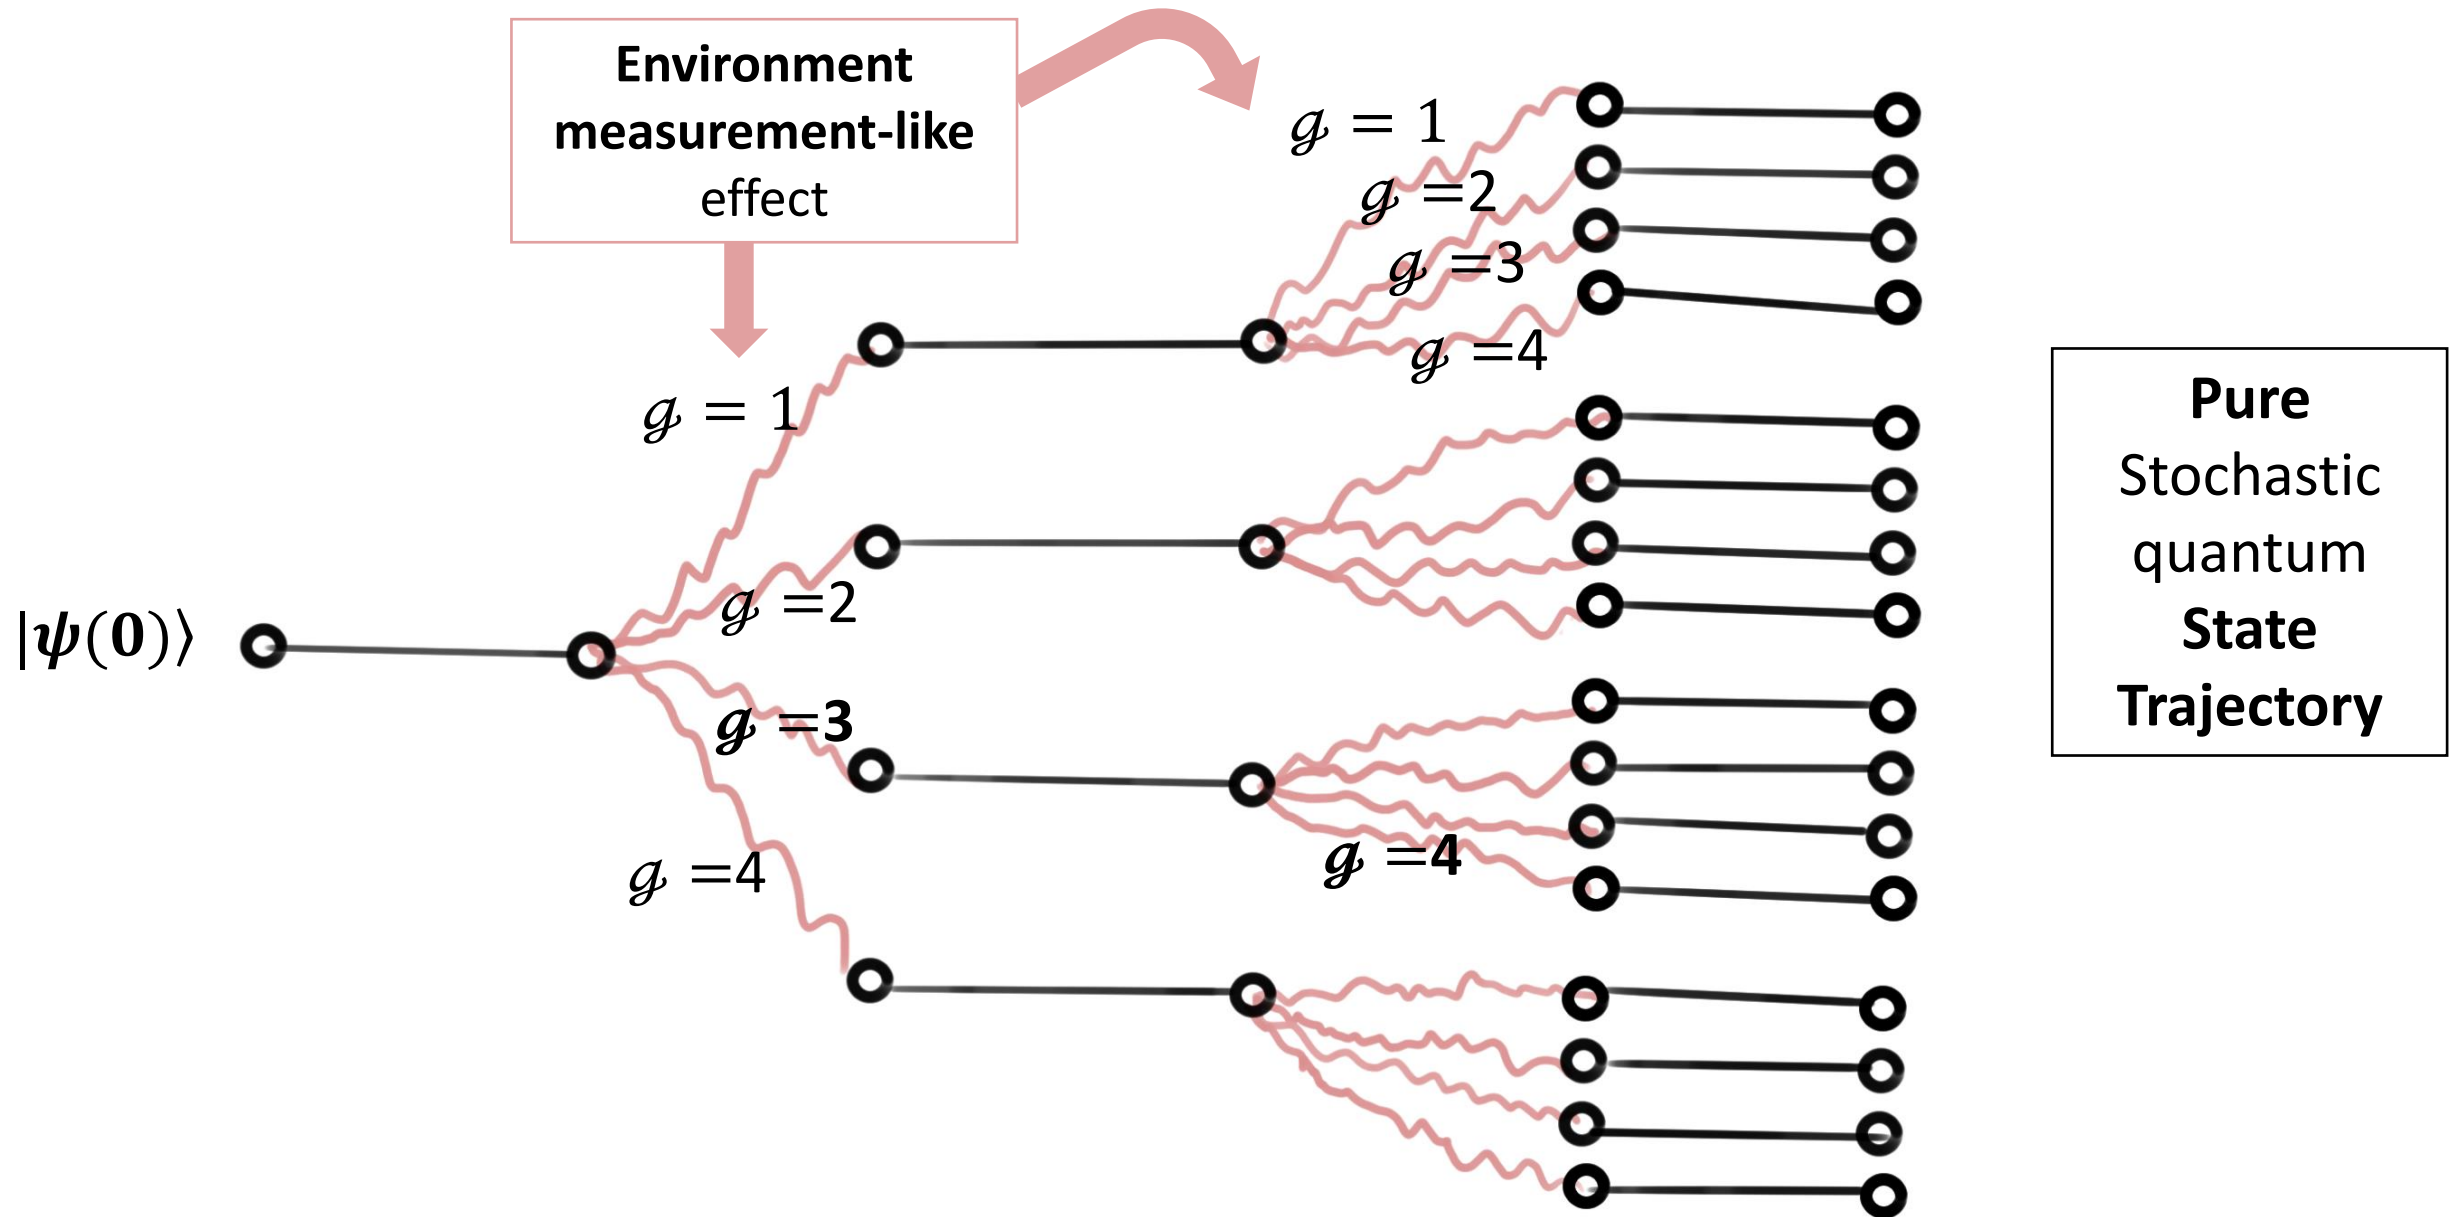 Environment
measurement-like
effect
ℊ = 1
ℊ =2
ℊ =3
ℊ =4
ℊ = 1
ℊ =2
|ψ(0)⟩
ℊ =3
ℊ =4
ℊ =4
Pure
Stochastic
quantum
State
Trajectory